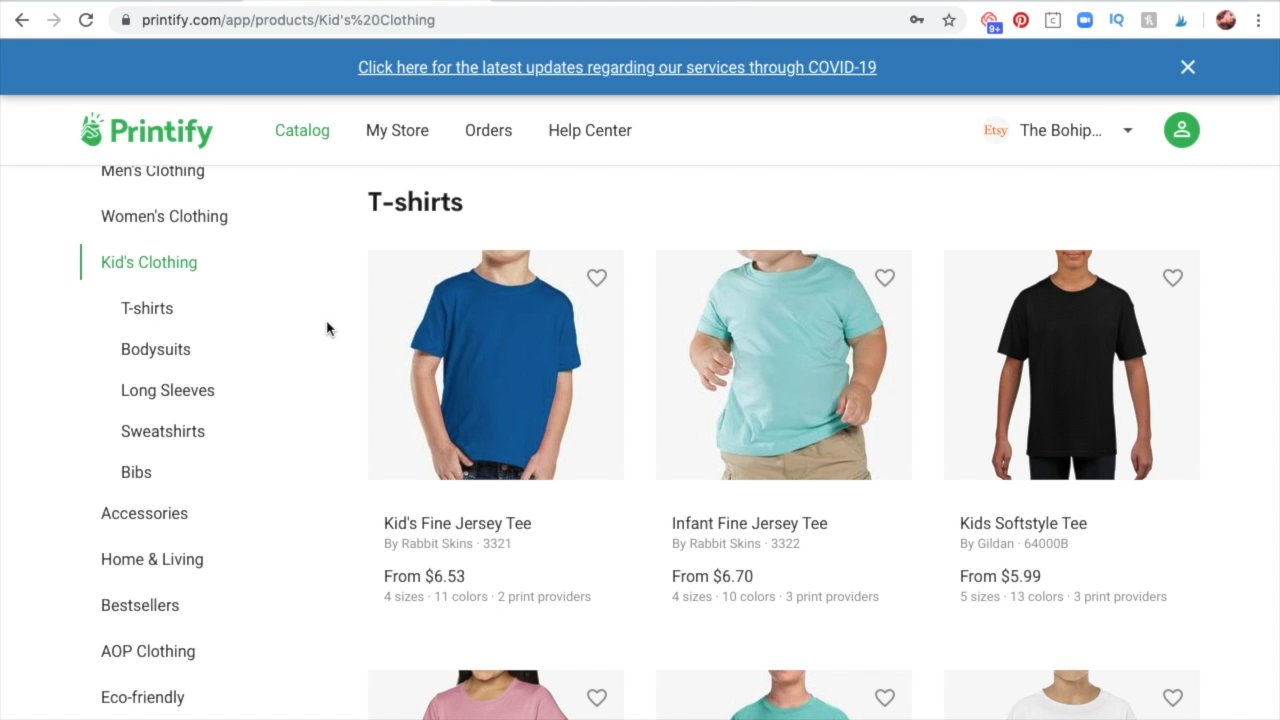 printify.com/app/products/Kid's%20Clothing
9+
IQ
Click here for the latest updates regarding our services through COVID-19
Printify
Catalog
My Store
Orders
Help Center
Etsy
The Bohip...
Men's Clothing
Women's Clothing
Kid's Clothing
T-shirts
Bodysuits
Long Sleeves
Sweatshirts
Bibs
Accessories
Home & Living
Bestsellers
AOP Clothing
Eco-friendly
T-shirts
Kid's Fine Jersey Tee
By Rabbit Skins · 3321
From $6.53
4 sizes · 11 colors · 2 print providers
Infant Fine Jersey Tee
By Rabbit Skins · 3322
From $6.70
4 sizes · 10 colors · 3 print providers
Kids Softstyle Tee
By Gildan · 64000B
From $5.99
5 sizes · 13 colors · 3 print providers